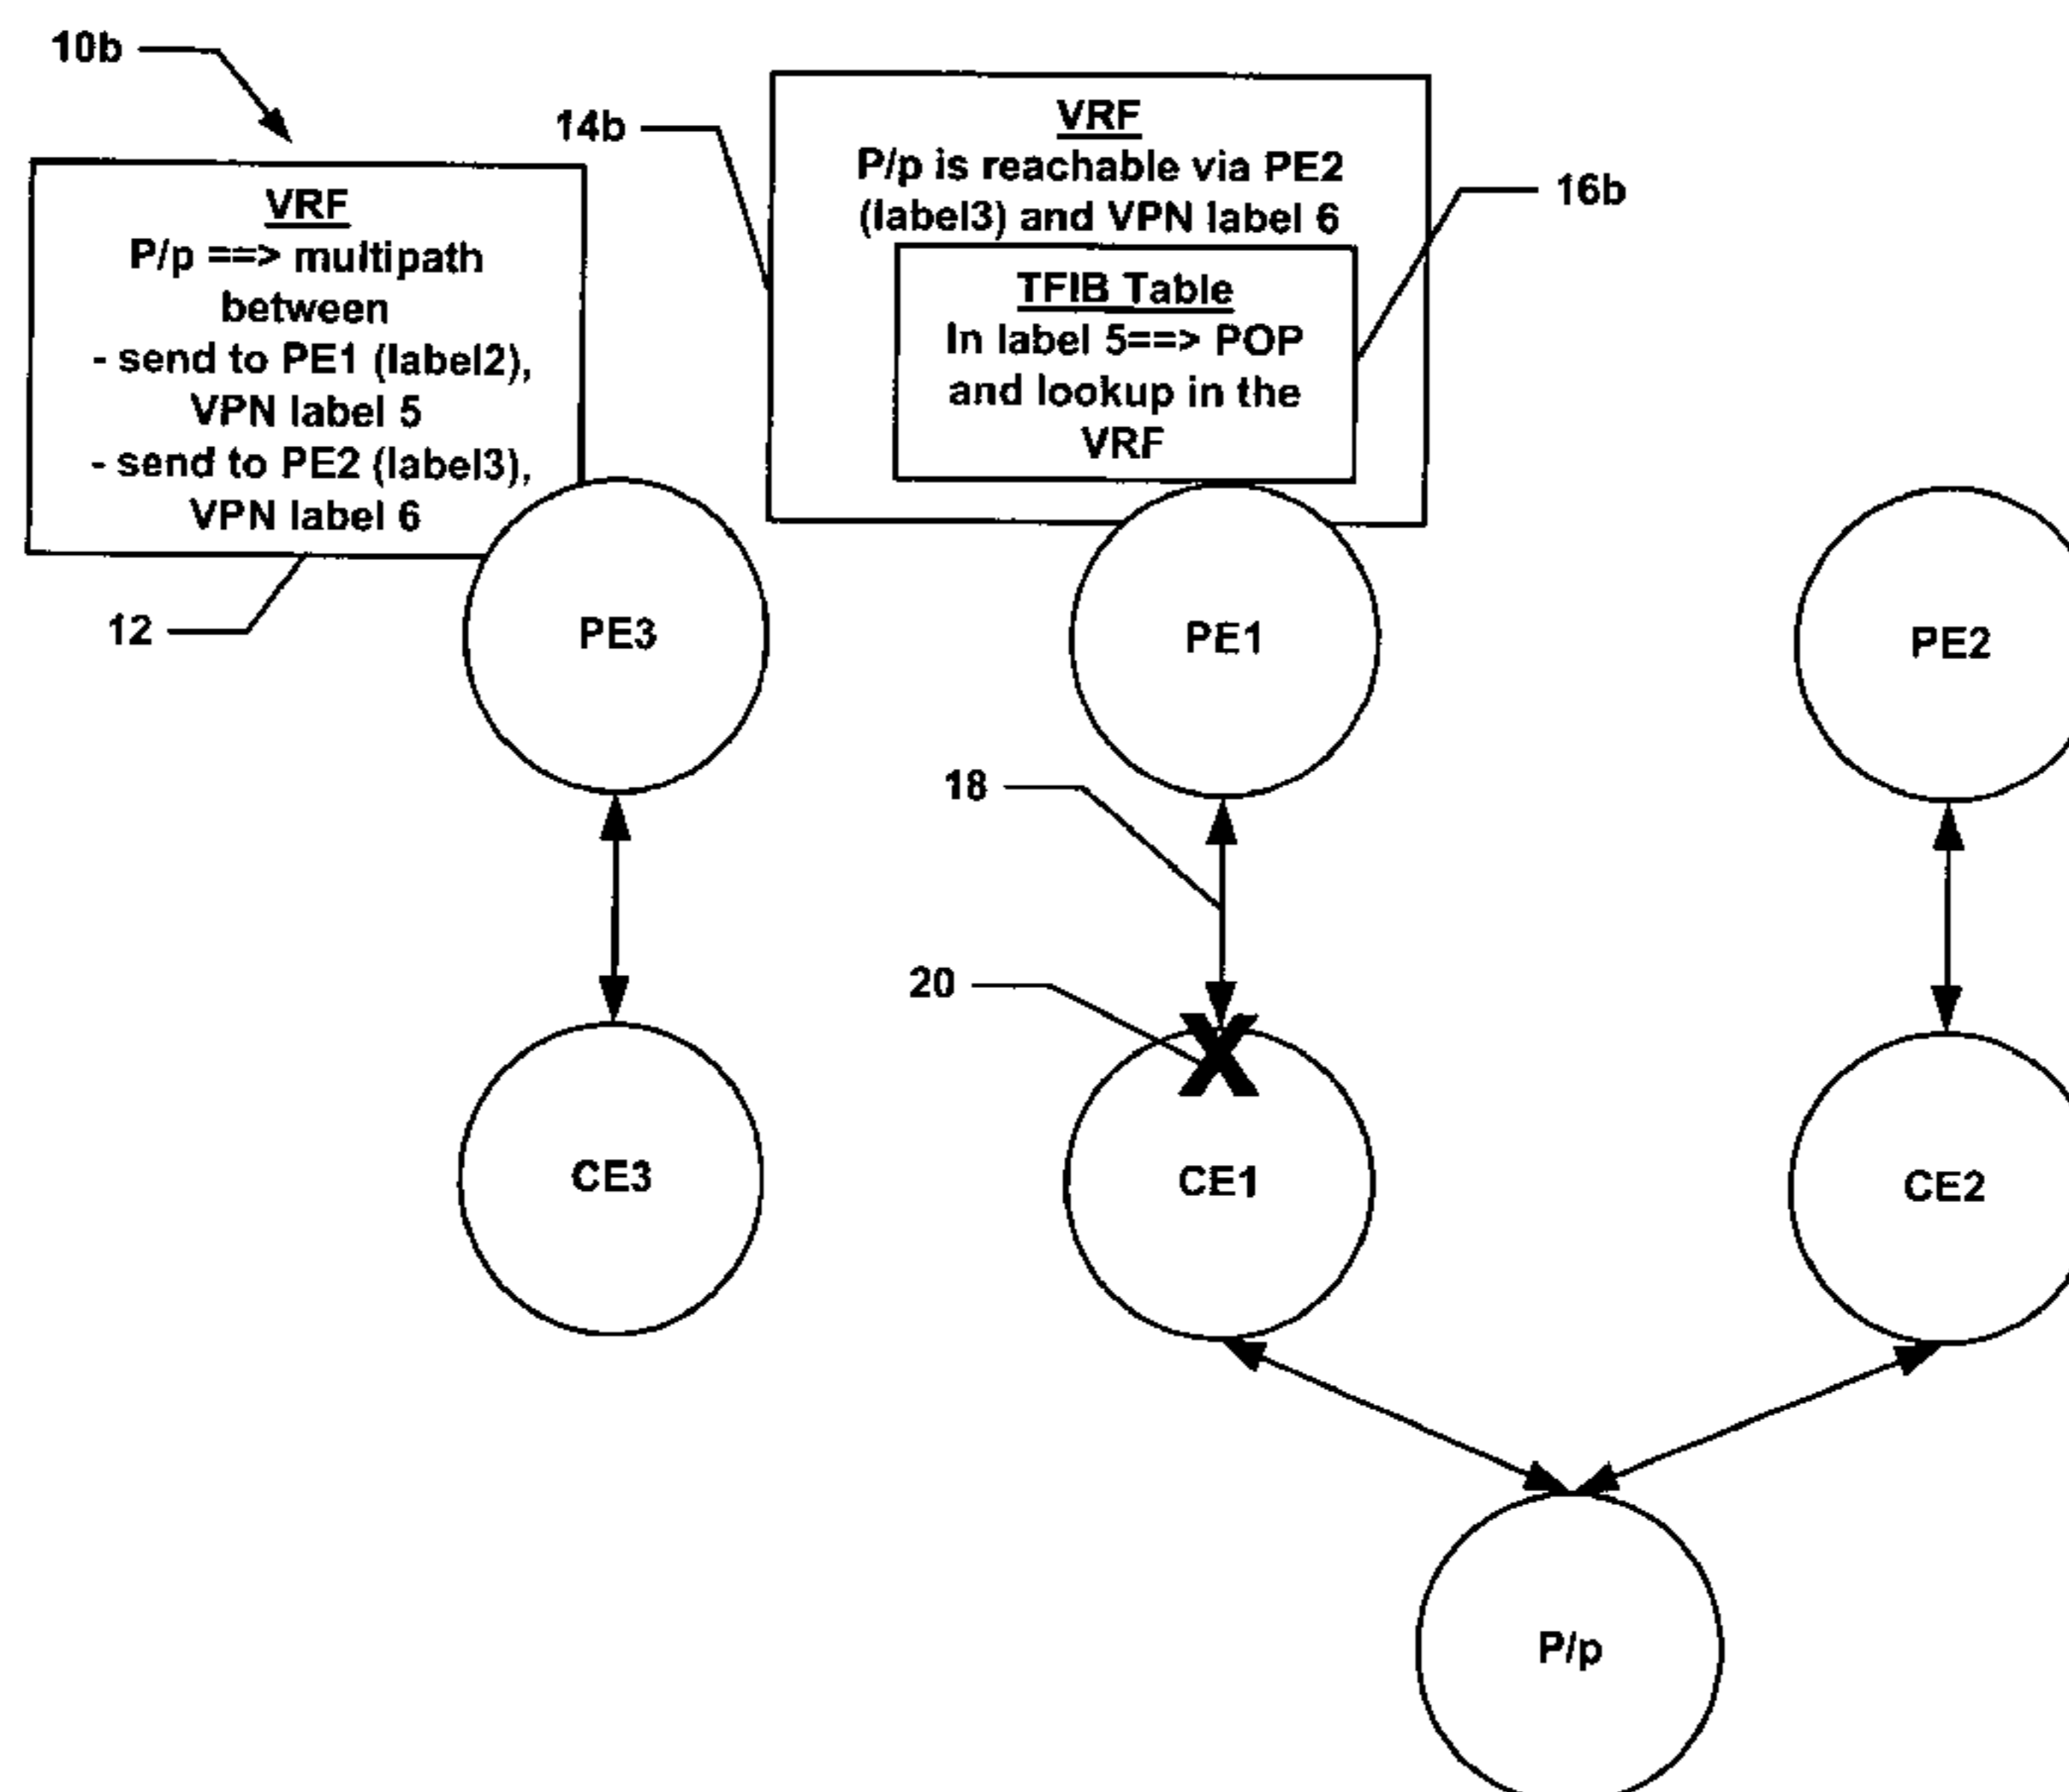 10b
VRF
P/p ==> multipath
between
- send to PE1 (label2),
VPN label 5
- send to PE2 (label3),
VPN label 6
12
14b
VRF
P/p is reachable via PE2
(label3) and VPN label 6
TFIB Table
In label 5==> POP
and lookup in the
VRF
16b
PE3
PE1
PE2
18
20
X
CE3
CE1
CE2
P/p